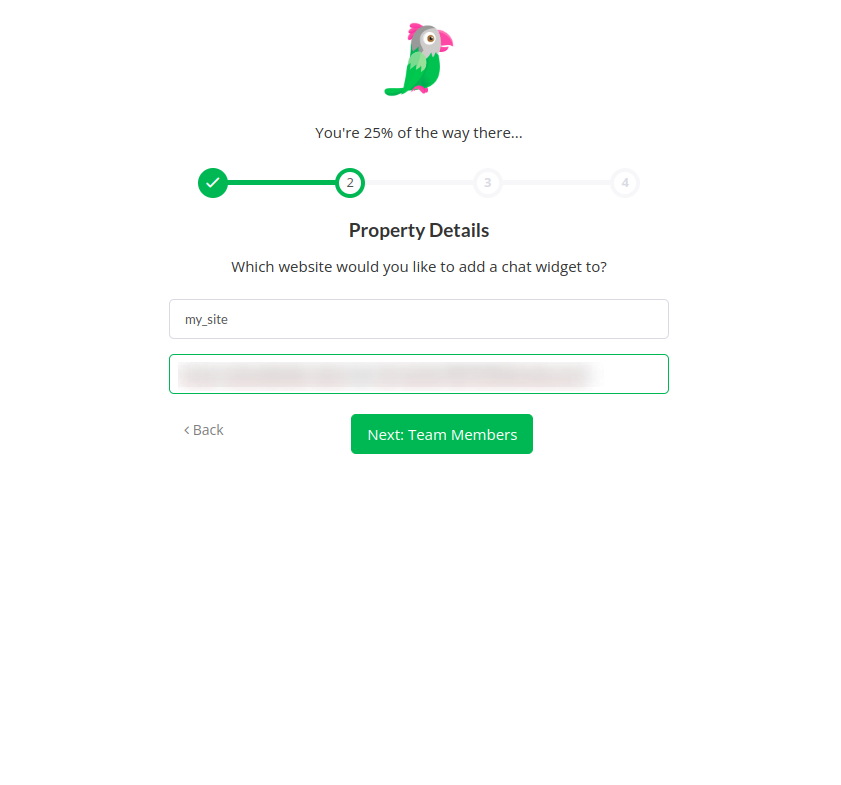 You're 25% of the way there...
2 3 4
Property Details
Which website would you like to add a chat widget to?
my_site
Back
Next: Team Members